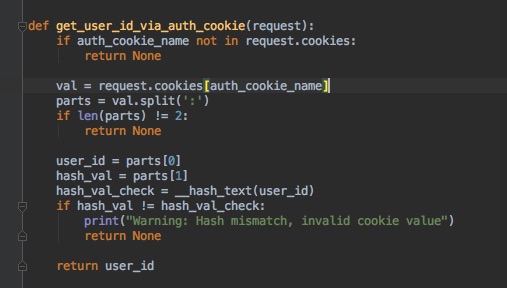 def get_user_id_via_auth_cookie(request):
    if auth_cookie_name not in request.cookies:
        return None

    val = request.cookies[auth_cookie_name]
    parts = val.split(':')
    if len(parts) != 2:
        return None

    user_id = parts[0]
    hash_val = parts[1]
    hash_val_check = __hash_text(user_id)
    if hash_val != hash_val_check:
        print("Warning: Hash mismatch, invalid cookie value")
        return None

    return user_id